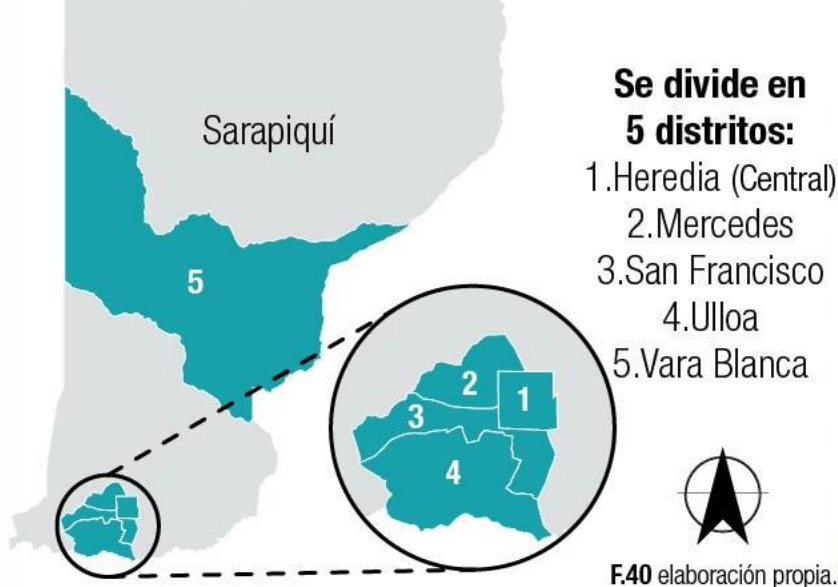 Sarapiquí
5
2
1
3
4
Se divide en
5 distritos:
1.Heredia (Central)
2.Mercedes
3.San Francisco
4.Ulloa
5.Vara Blanca
F.40 elaboración propia.